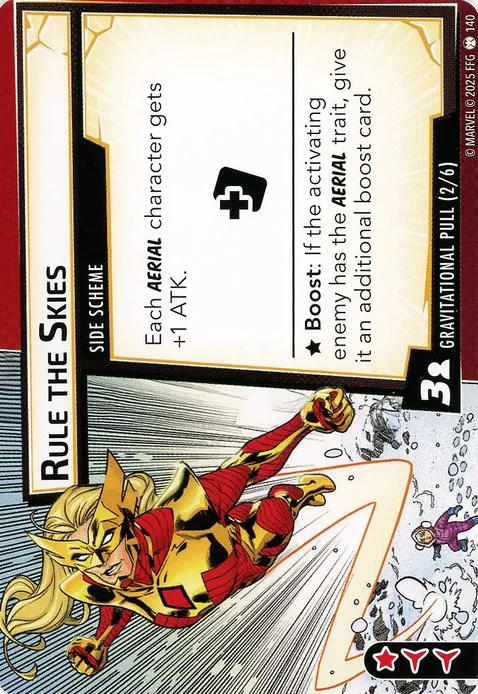 RULE THE SKIES
SIDE SCHEME
Each AERIAL character gets
+1 ATK.
★ Boost: If the activating
enemy has the AERIAL trait, give
it an additional boost card.
3
GRAVITATIONAL PULL (2/6)
© MARVEL © 2025 FFG 140